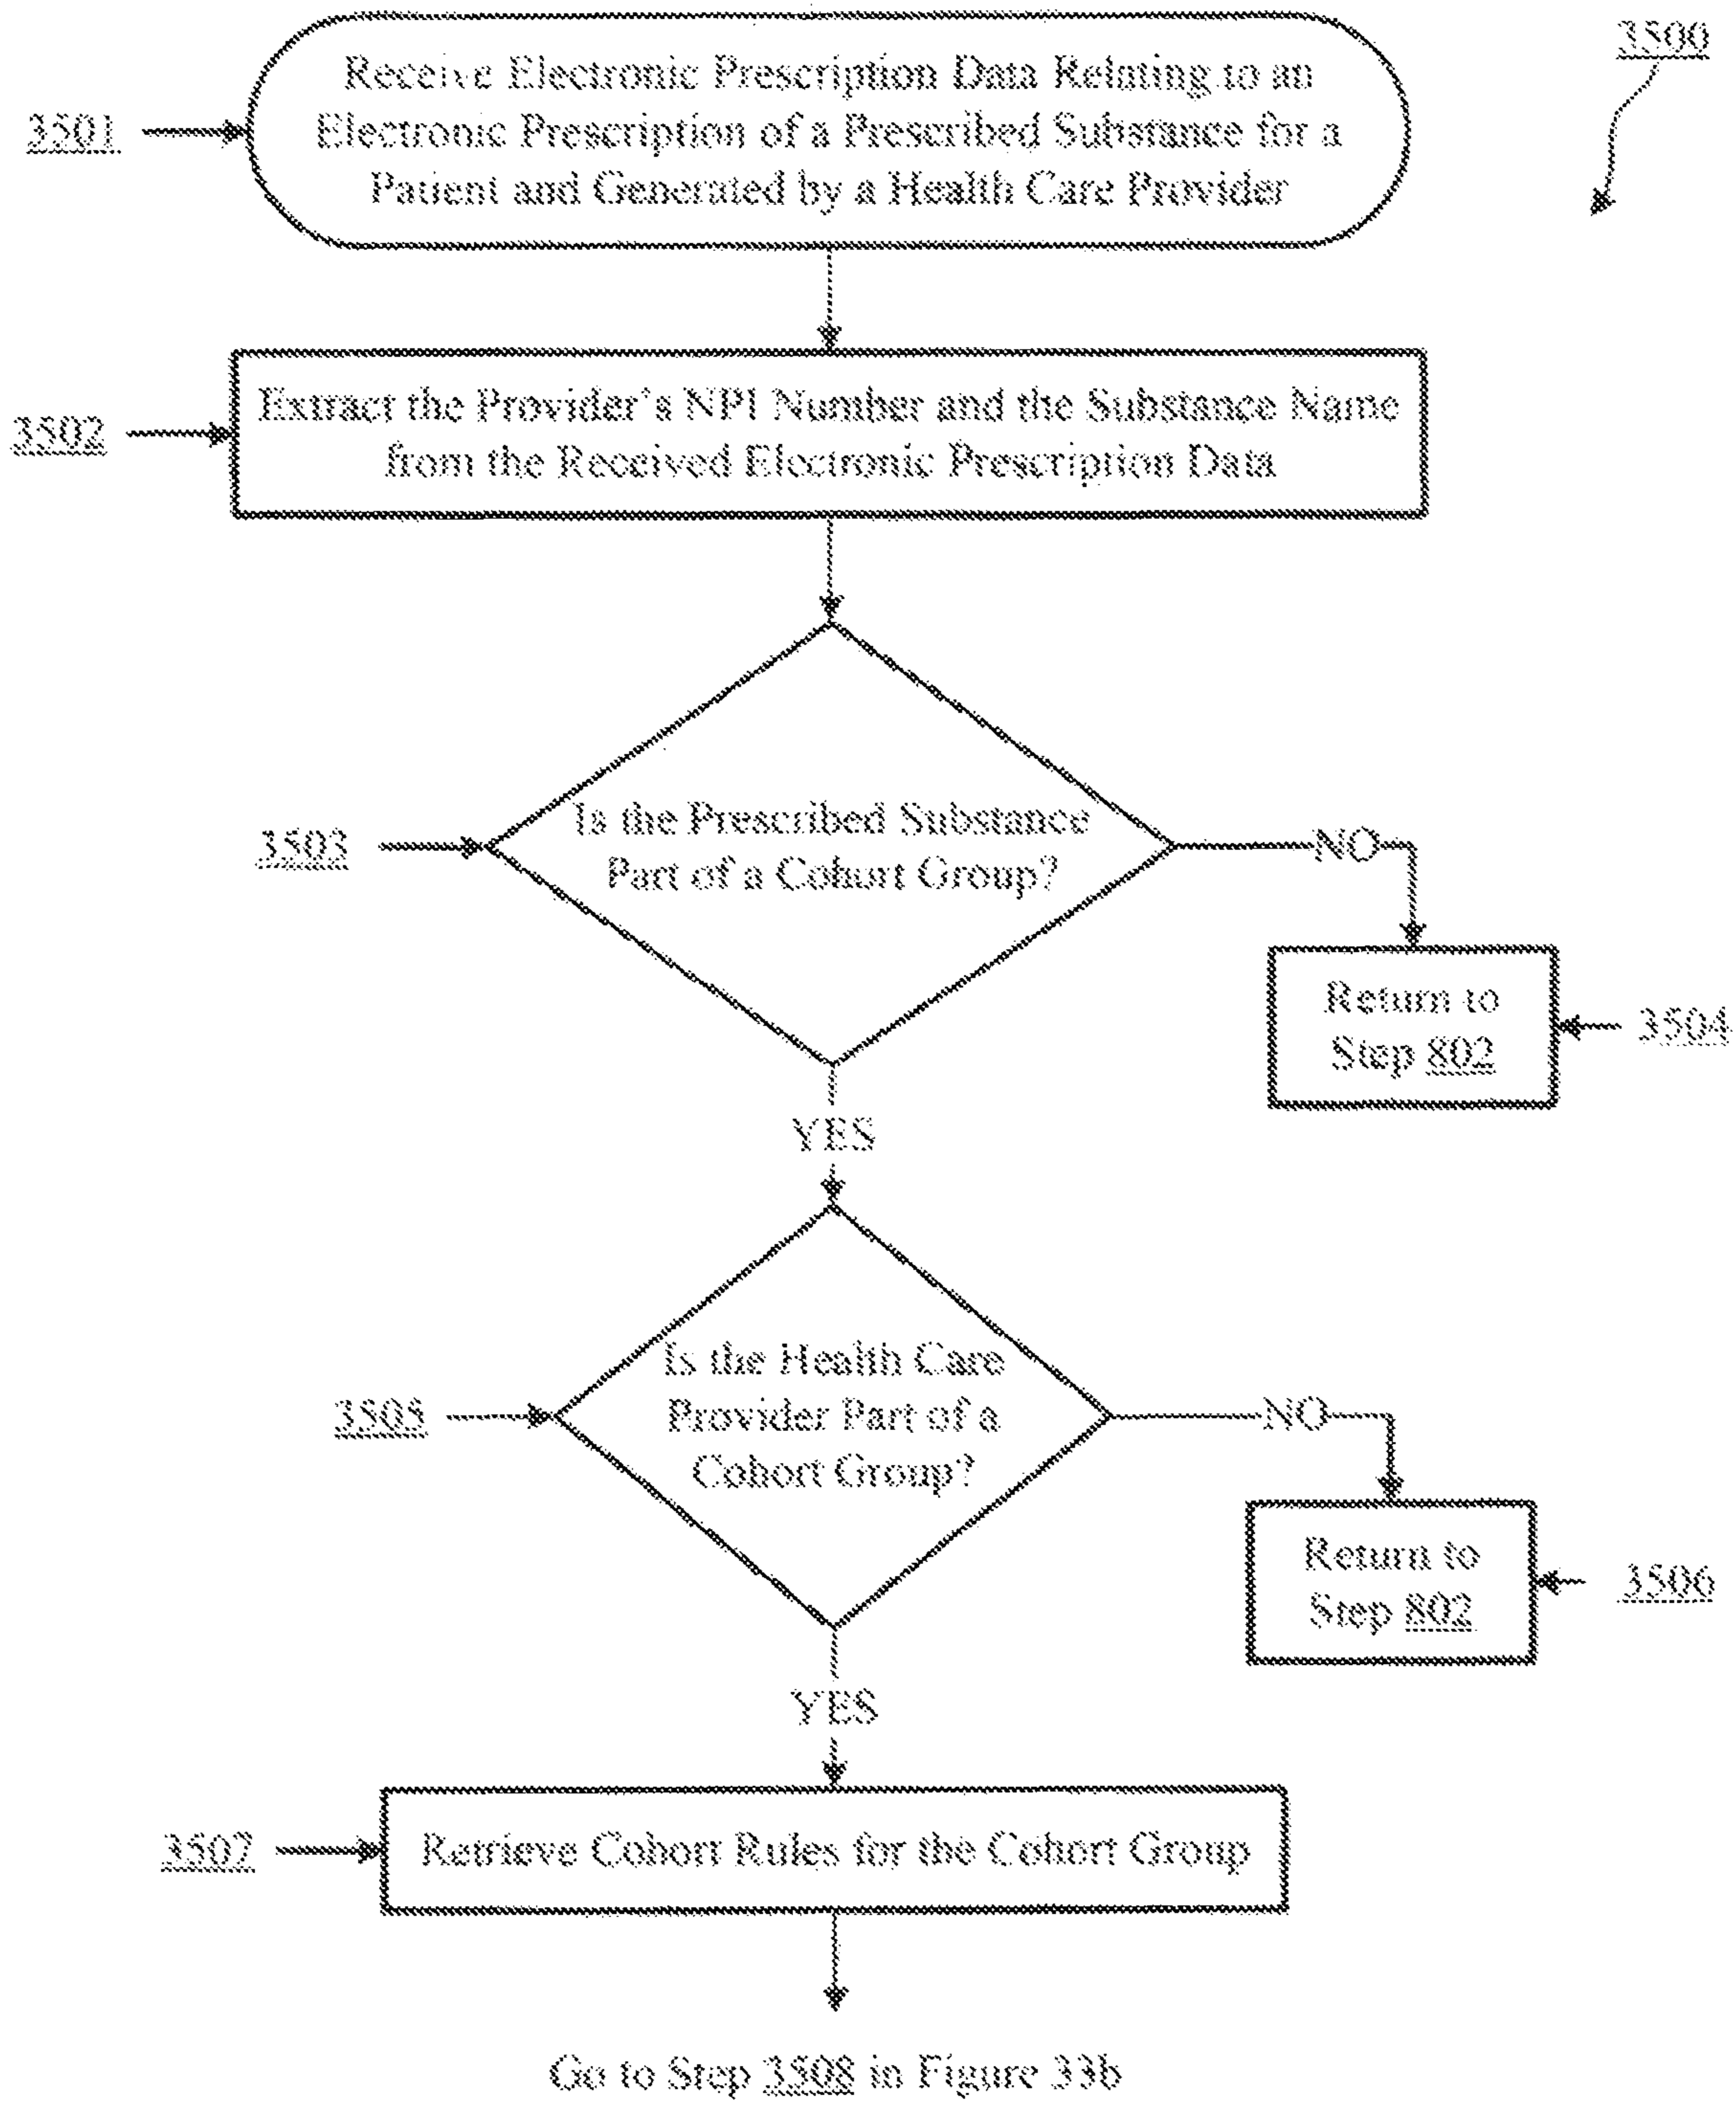 3500
Receive Electronic Prescription Data Relating to an
Electronic Prescription of a Prescribed Substance for a
Patient and Generated by a Health Care Provider
3501
Extract the Provider's NPI Number and the Substance Name
from the Received Electronic Prescription Data
3502
Is the Prescribed Substance
Part of a Cohort Group?
3503
NO
Return to
Step 802
3504
YES
Is the Health Care
Provider Part of a
Cohort Group?
3505
NO
Return to
Step 802
3506
YES
Retrieve Cohort Rules for the Cohort Group
3507
Go to Step 3508 in Figure 33b